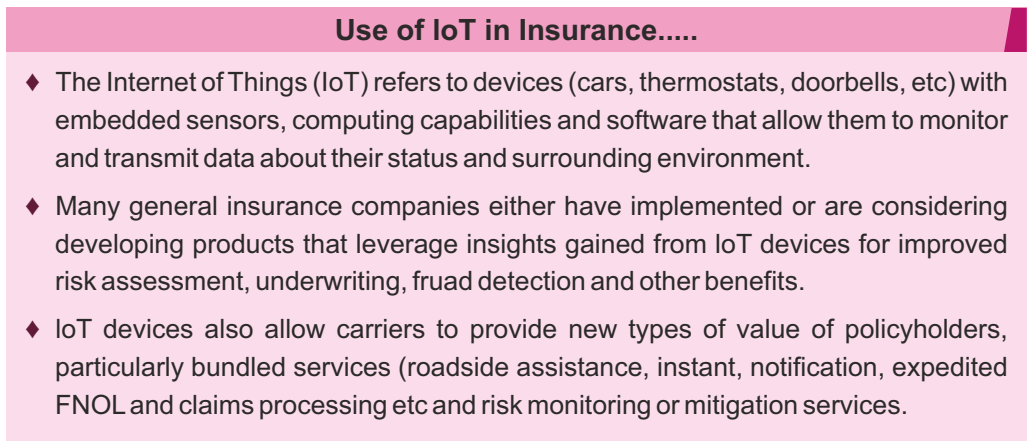 Use of IoT in Insurance.....
♦ The Internet of Things (IoT) refers to devices (cars, thermostats, doorbells, etc) with
embedded sensors, computing capabilities and software that allow them to monitor
and transmit data about their status and surrounding environment.
♦ Many general insurance companies either have implemented or are considering
developing products that leverage insights gained from IoT devices for improved
risk assessment, underwriting, fruad detection and other benefits.
♦ IoT devices also allow carriers to provide new types of value of policyholders,
particularly bundled services (roadside assistance, instant, notification, expedited
FNOL and claims processing etc and risk monitoring or mitigation services.